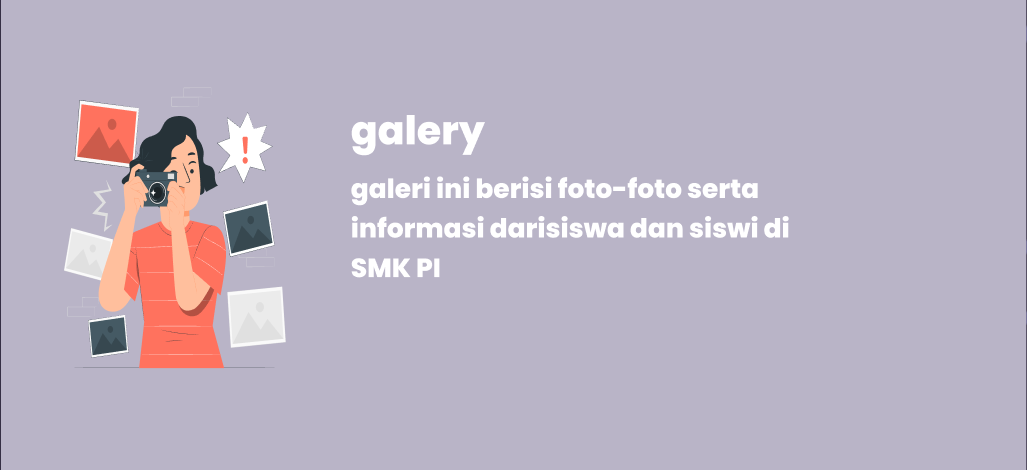 !
galery
galeri ini berisi foto-foto serta
informasi darisiswa dan siswi di
SMK PI